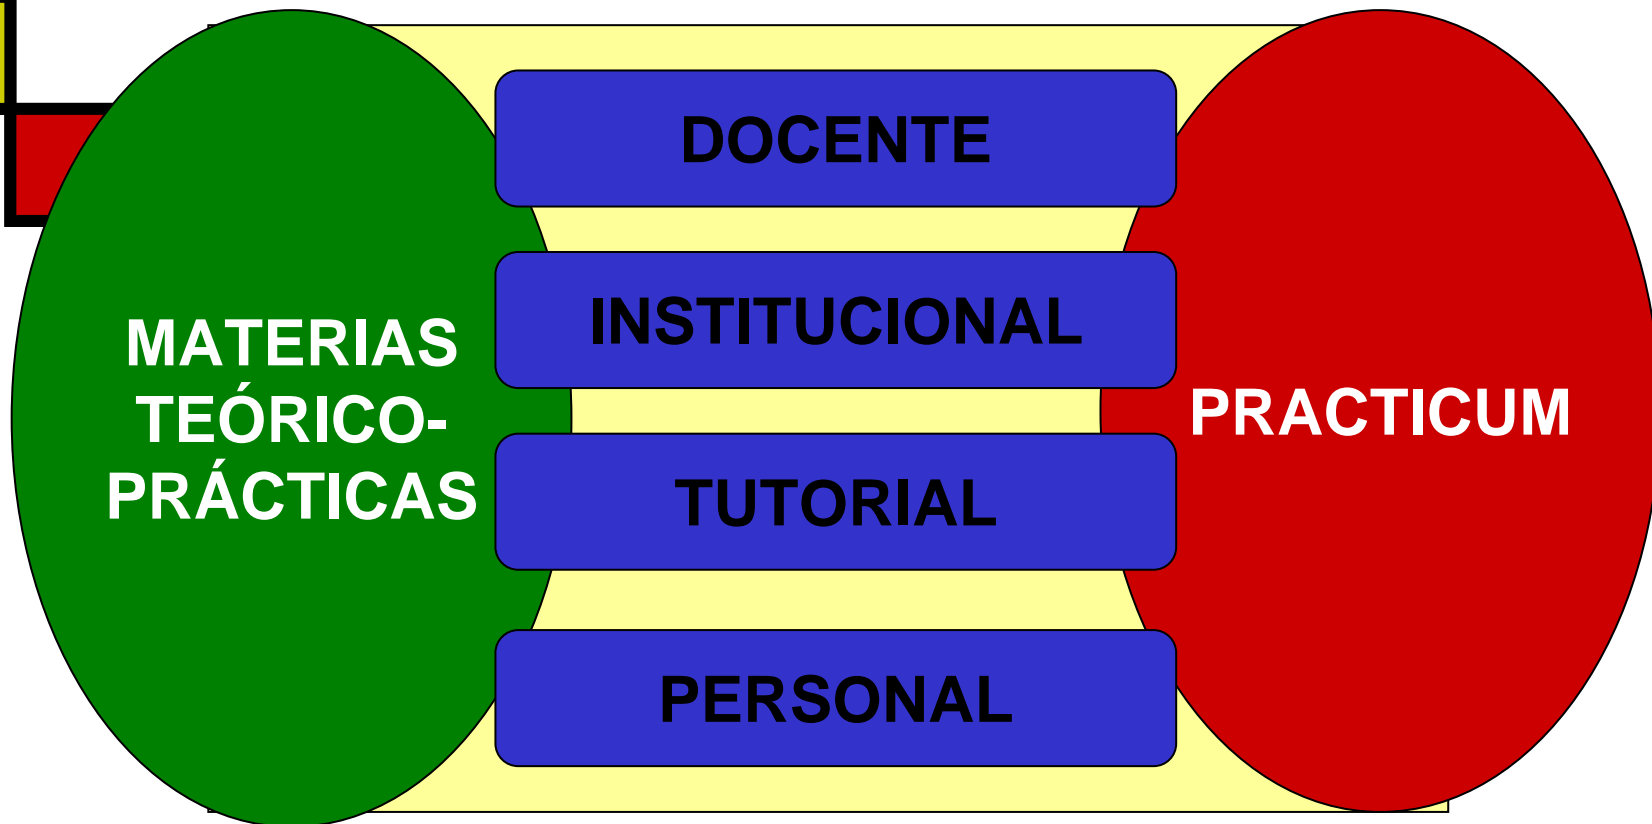 MATERIAS
TEÓRICO-
PRÁCTICAS
DOCENTE
INSTITUCIONAL
TUTORIAL
PERSONAL
PRACTICUM